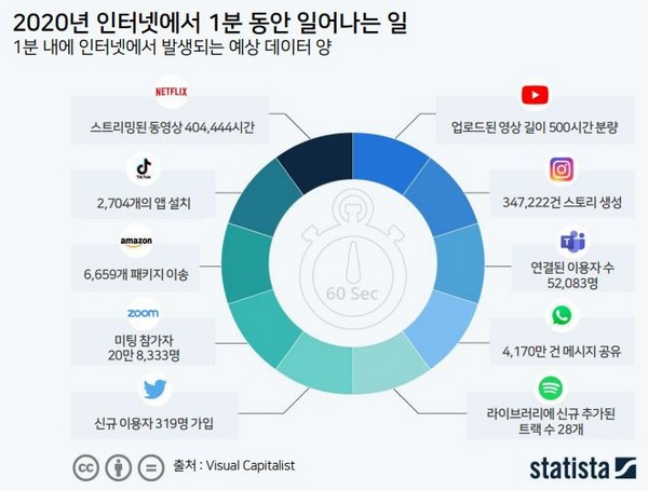 2020년 인터넷에서 1분 동안 일어나는 일
1분 내에 인터넷에서 발생되는 예상 데이터 양
NETFLIX
스트리밍된 동영상 404,444시간
업로드된 영상 길이 500시간 분량
TikTok
2,704개의 앱 설치
347,222건 스토리 생성
amazon
6,659개 패키지 이송
T
연결된 이용자 수
52,083명
60 Sec
zoom
미팅 참가자
20만 8,333명
4,170만 건 메시지 공유
신규 이용자 319명 가입
라이브러리에 신규 추가된
트랙 수 28개
cc
출처 : Visual Capitalist
statista